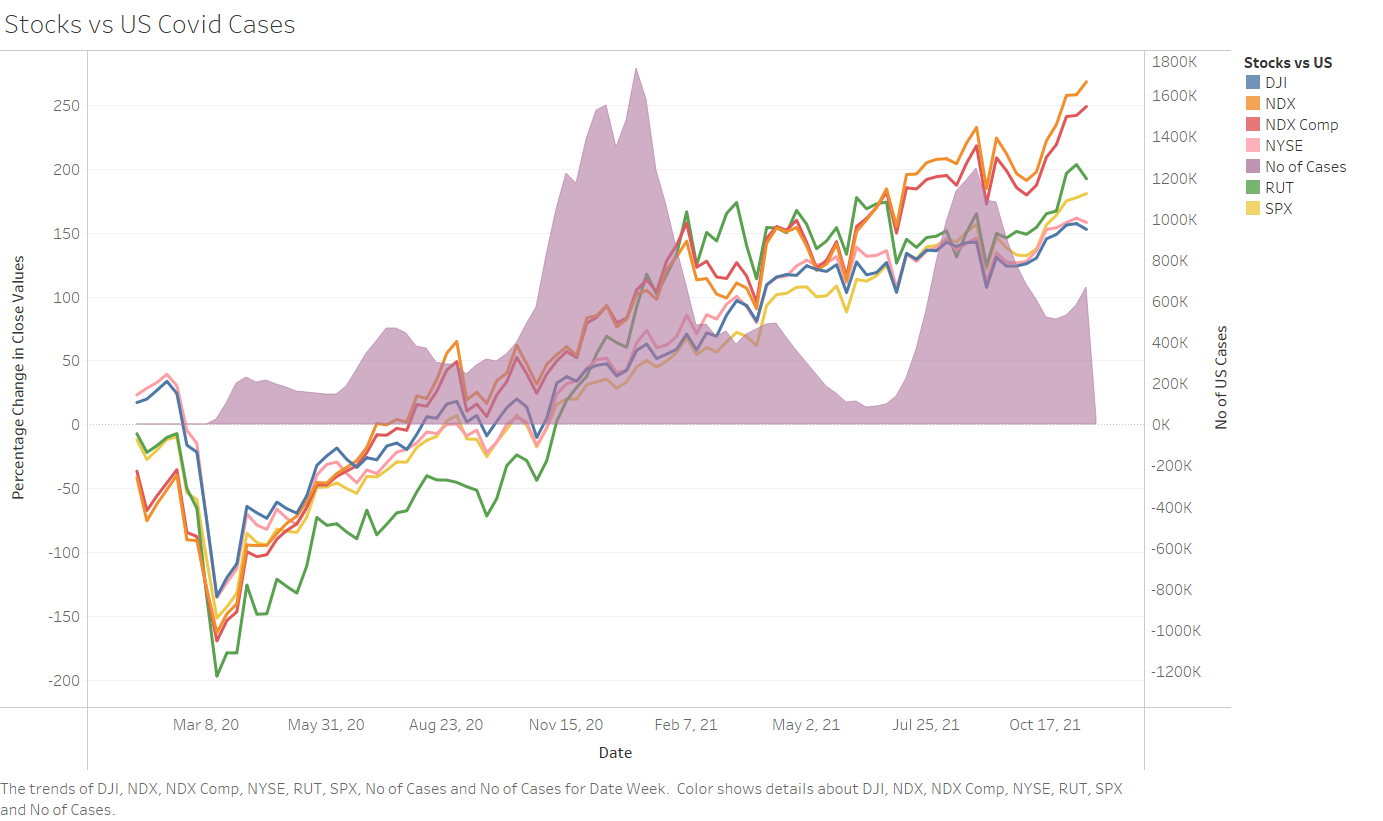 Stocks vs US Covid Cases
Stocks vs US
DJI
NDX
NDX Comp
NYSE
No of Cases
RUT
SPX
Percentage Change in Close Values
250
200
150
100
50
0
-50
-100
-150
-200
1800K
1600K
1400K
1200K
1000K
800K
600K
400K
200K
0K
-200K
-400K
-600K
-800K
-1000K
-1200K
No of US Cases
Mar 8, 20
May 31, 20
Aug 23, 20
Nov 15, 20
Feb 7, 21
May 2, 21
Jul 25, 21
Oct 17, 21
Date
The trends of DJI, NDX, NDX Comp, NYSE, RUT, SPX, No of Cases and No of Cases for Date Week.  Color shows details about DJI, NDX, NDX Comp, NYSE, RUT, SPX
and No of Cases.